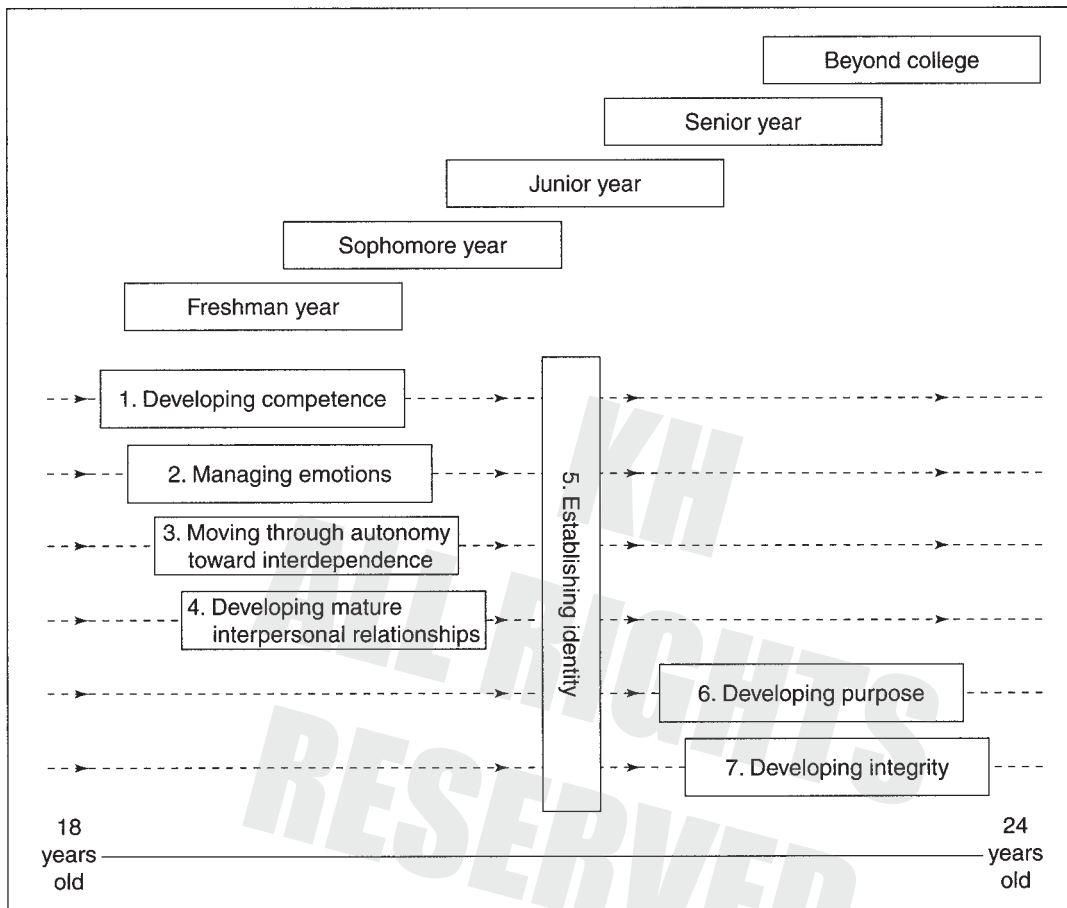 Beyond college
Senior year
Junior year
Sophomore year
Freshman year
1. Developing competence
2. Managing emotions
3. Moving through autonomy
toward interdependence
4. Developing mature
interpersonal relationships
5. Establishing identity
6. Developing purpose
7. Developing integrity
18
years
old
24
years
old
KH
ALL RIGHTS
RESERVED